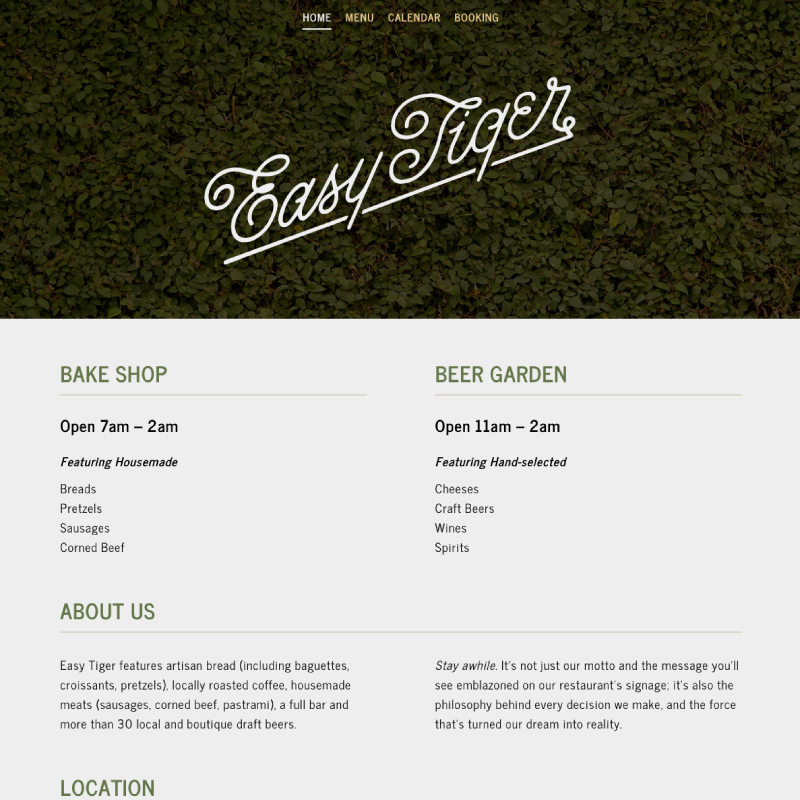 HOME MENU CALENDAR BOOKING
Easy Tiger
BAKE SHOP
Open 7am – 2am
Featuring Housemade
Breads
Pretzels
Sausages
Corned Beef
BEER GARDEN
Open 11am – 2am
Featuring Hand-selected
Cheeses
Craft Beers
Wines
Spirits
ABOUT US
Easy Tiger features artisan bread (including baguettes,
croissants, pretzels), locally roasted coffee, housemade
meats (sausages, corned beef, pastrami), a full bar and
more than 30 local and boutique draft beers.
Stay awhile. It's not just our motto and the message you'll
see emblazoned on our restaurant's signage; it's also the
philosophy behind every decision we make, and the force
that's turned our dream into reality.
LOCATION